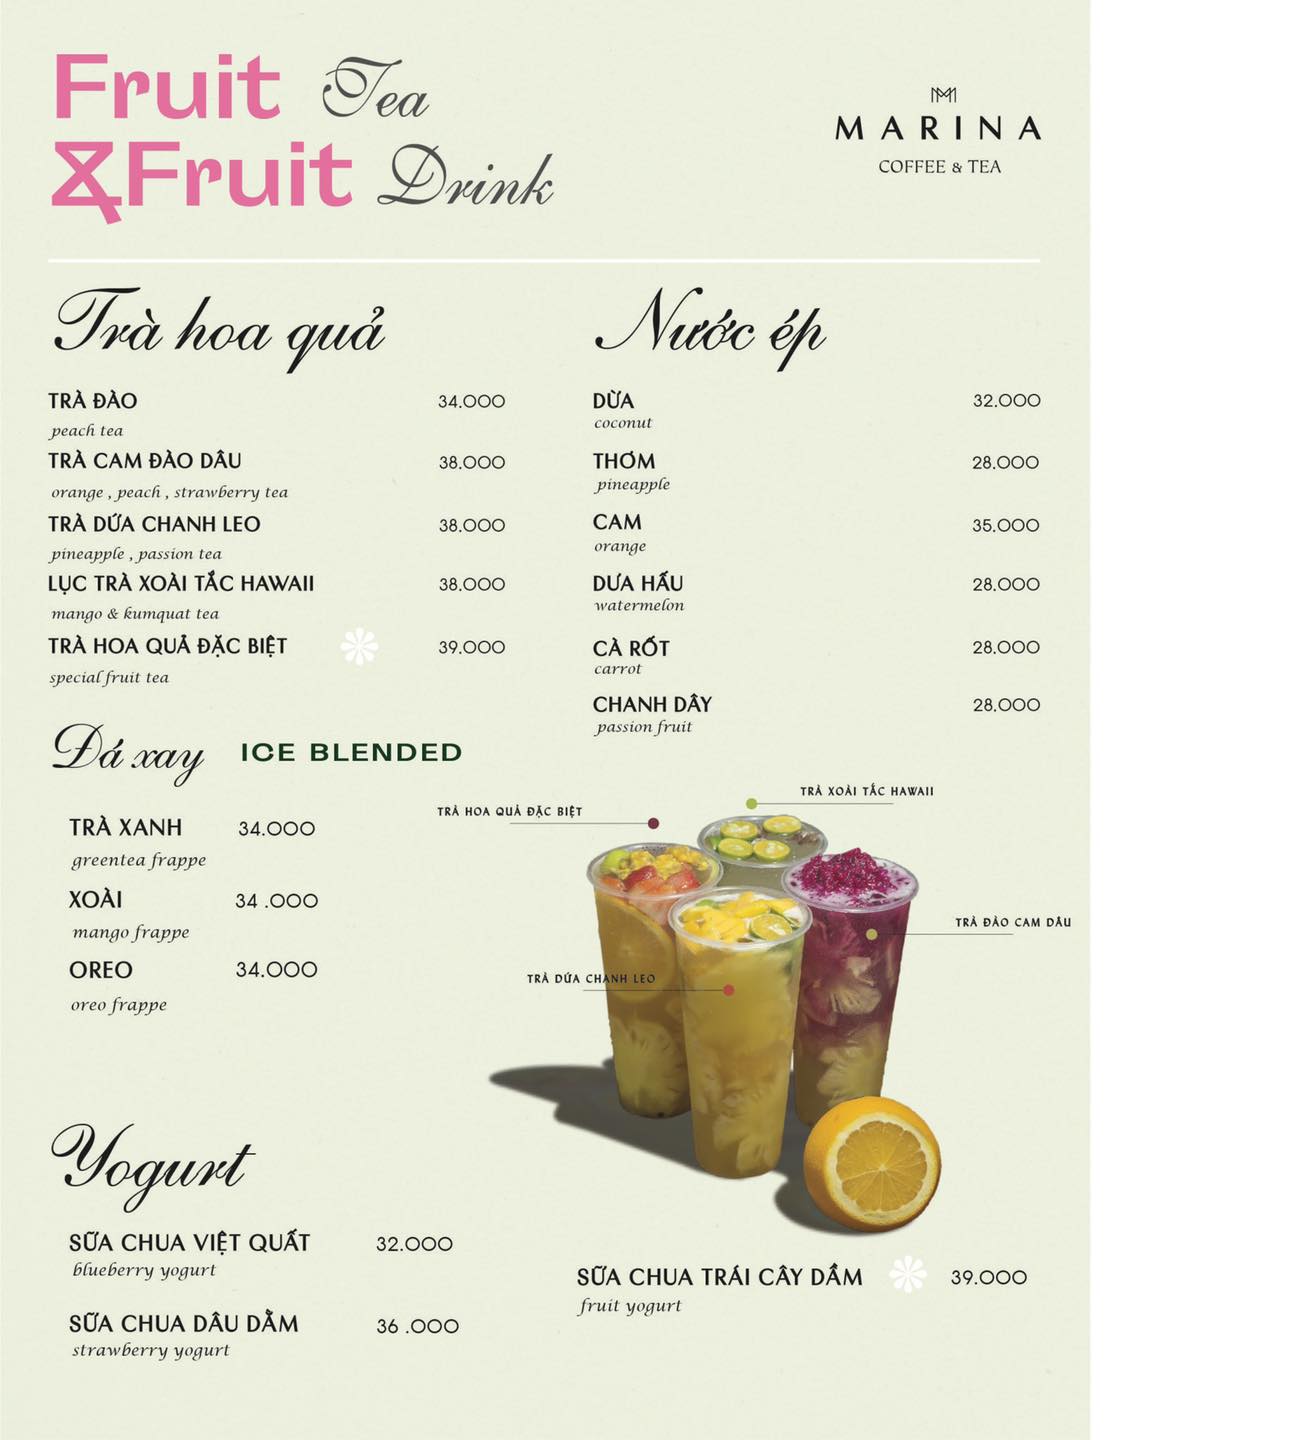 Fruit Tea
&Fruit Drink
MM
MARINA
COFFEE & TEA
Trà hoa quả
TRÀ ĐÀO 34.000
peach tea
TRÀ CAM ĐÀO DÂU 38.000
orange , peach , strawberry tea
TRÀ DỨA CHANH LEO 38.000
pineapple , passion tea
LỤC TRÀ XOÀI TẮC HAWAII 38.000
mango & kumquat tea
TRÀ HOA QUẢ ĐẶC BIỆT 39.000
special fruit tea
Nước ép
DỪA 32.000
coconut
THƠM 28.000
pineapple
CAM 35.000
orange
DƯA HẤU 28.000
watermelon
CÀ RỐT 28.000
carrot
CHANH DÂY 28.000
passion fruit
Đá xay ICE BLENDED
TRÀ XANH 34.000
greentea frappe
XOÀI 34 .000
mango frappe
OREO 34.000
oreo frappe
TRÀ XOÀI TẮC HAWAII
TRÀ HOA QUẢ ĐẶC BIỆT
TRÀ ĐÀO CAM DÂU
TRÀ DỨA CHANH LEO
Yogurt
SỮA CHUA VIỆT QUẤT 32.000
blueberry yogurt
SỮA CHUA DÂU DẰM 36 .000
strawberry yogurt
SỮA CHUA TRÁI CÂY DẦM 39.000
fruit yogurt